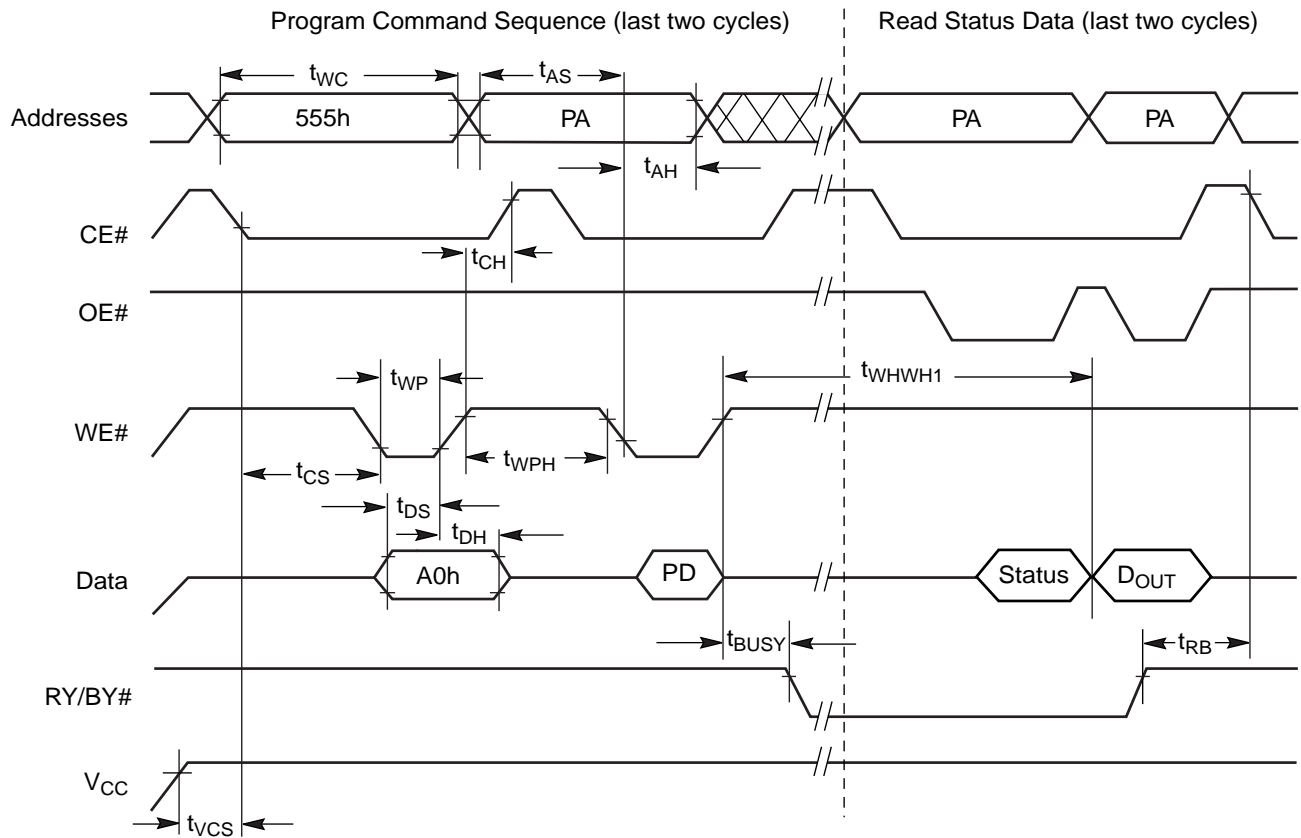 Program Command Sequence (last two cycles)
Read Status Data (last two cycles)
tWC
tAS
Addresses
555h
PA
PA
PA
tAH
CE#
tCH
OE#
tWP
tWHWH1
WE#
tCS
tWPH
tDS
tDH
Data
A0h
PD
Status
DOUT
tBUSY
tRB
RY/BY#
VCC
tVCS